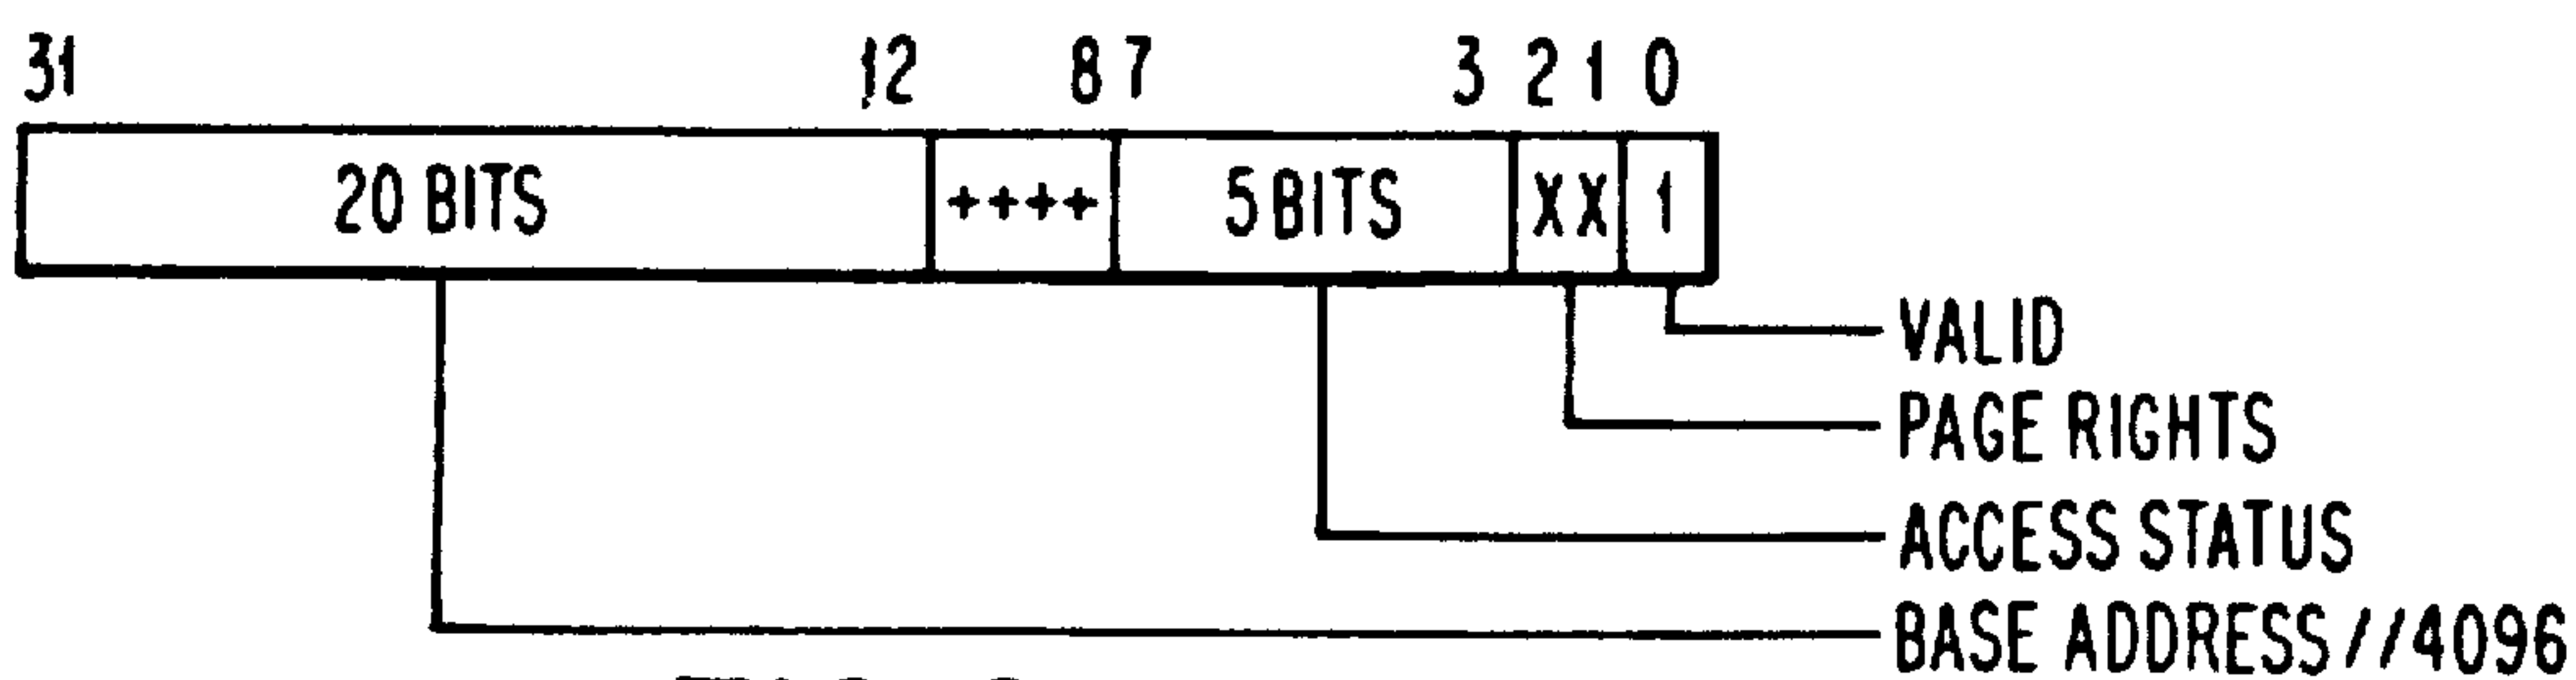 31 12 8 7 3 2 1 0
20 BITS ++++ 5 BITS XX 1
VALID
PAGE RIGHTS
ACCESS STATUS
BASE ADDRESS//4096